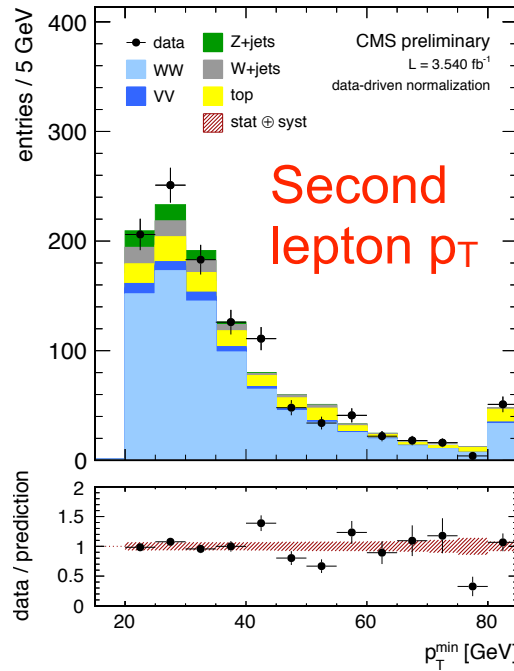 entries / 5 GeV
400
300
200
100
0
data
WW
VV
Z+jets
W+jets
top
stat ⊕ syst
CMS preliminary
L = 3.540 fb⁻¹
data-driven normalization
Second
lepton pT
data / prediction
2
1.5
1
0.5
0
20 40 60 80
pTmin [GeV]